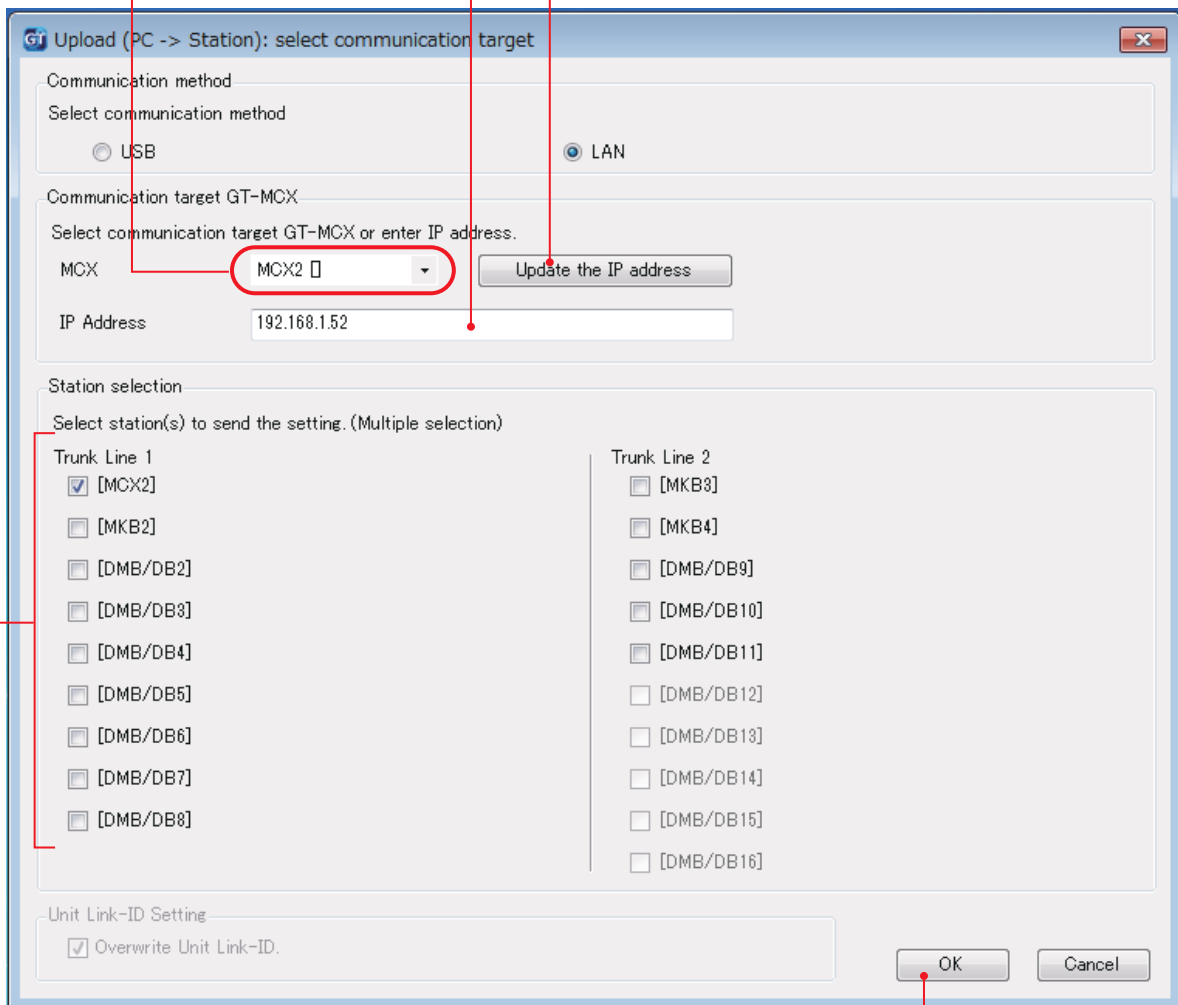 GT Upload (PC -> Station): select communication target
Communication method
Select communication method
USB LAN
Communication target GT-MCX
Select communication target GT-MCX or enter IP address.
MCX MCX2 [] Update the IP address
IP Address 192.168.1.52
Station selection
Select station(s) to send the setting. (Multiple selection)
Trunk Line 1 Trunk Line 2
[MCX2] [MKB3]
[MKB2] [MKB4]
[DMB/DB2] [DMB/DB9]
[DMB/DB3] [DMB/DB10]
[DMB/DB4] [DMB/DB11]
[DMB/DB5] [DMB/DB12]
[DMB/DB6] [DMB/DB13]
[DMB/DB7] [DMB/DB14]
[DMB/DB8] [DMB/DB15]
[DMB/DB16]
Unit Link-ID Setting
Overwrite Unit Link-ID.
OK Cancel